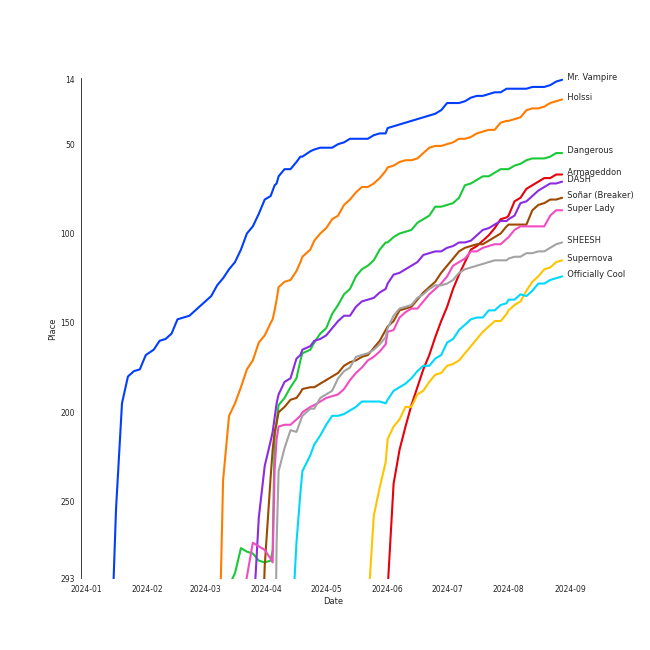 14
50
100
150
200
250
293
Place
2024-01
2024-02
2024-03
2024-04
2024-05
2024-06
2024-07
2024-08
2024-09
Date
Mr. Vampire
Holssi
Dangerous
Armageddon
DASH
Soñar (Breaker)
Super Lady
SHEESH
Supernova
Officially Cool